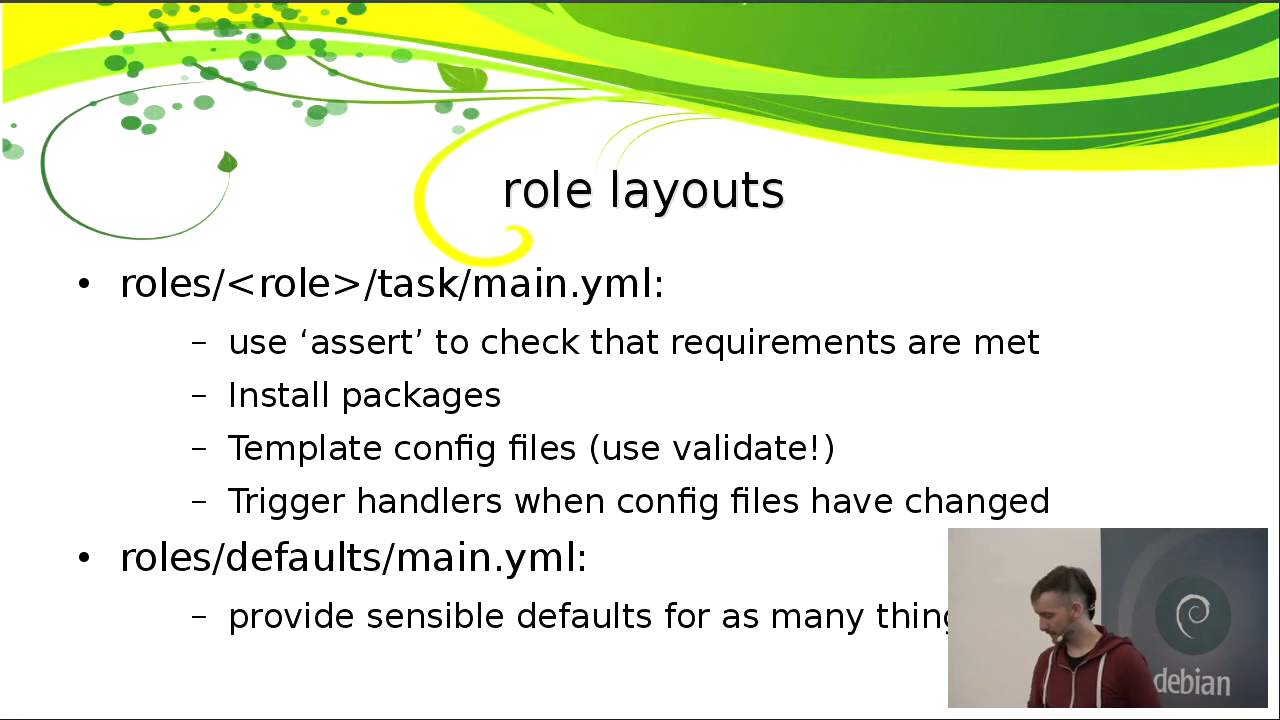 role layouts
• roles/<role>/task/main.yml:
– use ‘assert’ to check that requirements are met
– Install packages
– Template config files (use validate!)
– Trigger handlers when config files have changed
• roles/defaults/main.yml:
– provide sensible defaults for as many
debian